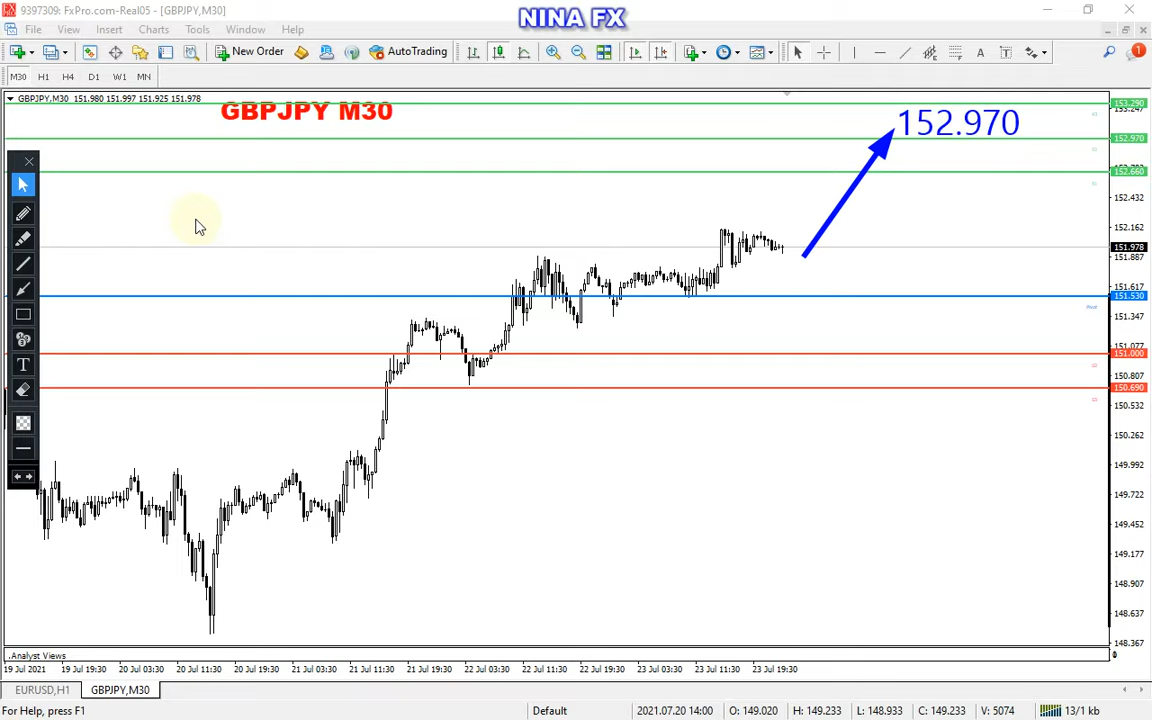 9397309: FxPro.com-Real05 - [GBPJPY,M30]
NINA FX
File View Insert Charts Tools Window Help
New Order AutoTrading
1
M30 H1 H4 D1 W1 MN
GBPJPY,M30 151.980 151.997 151.925 151.978
GBPJPY M30
152.970
153.290
153.247
152.970
152.660
152.432
152.162
151.978
151.887
151.617
151.530
151.347
151.077
151.000
150.807
150.690
150.532
150.262
149.992
149.722
149.452
149.177
148.907
148.637
148.367
Pivot
T
Analyst Views
19 Jul 2021 19 Jul 19:30 20 Jul 03:30 20 Jul 11:30 20 Jul 19:30 21 Jul 03:30 21 Jul 11:30 21 Jul 19:30 22 Jul 03:30 22 Jul 11:30 22 Jul 19:30 23 Jul 03:30 23 Jul 11:30 23 Jul 19:30
EURUSD,H1 GBPJPY,M30
For Help, press F1 Default 2021.07.20 14:00 O: 149.020 H: 149.233 L: 148.933 C: 149.233 V: 5074 13/1 kb